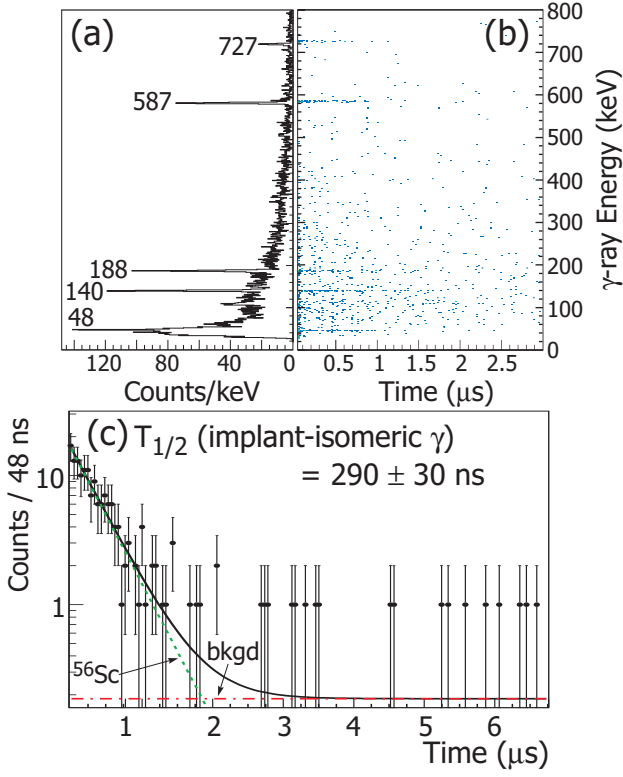 (a)
727
587
188
140
48
120 80 40 0
Counts/keV
(b)
800
700
600
500
400
300
200
100
0
γ-ray Energy (keV)
0.5 1 1.5 2 2.5
Time (μs)
(c) T1/2 (implant-isomeric γ)
= 290 ± 30 ns
Counts / 48 ns
10
1
56Sc
bkgd
1 2 3 4 5 6
Time (μs)